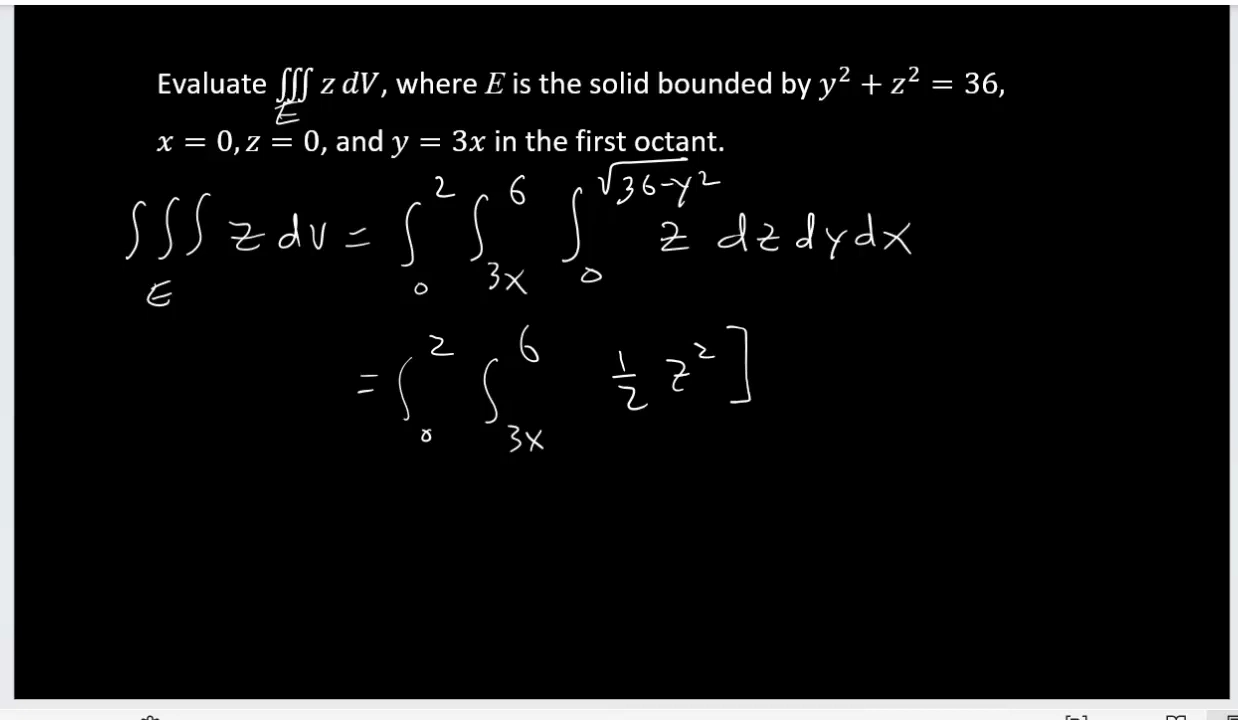 Evaluate ∭_E z dV, where E is the solid bounded by y² + z² = 36,
x = 0, z = 0, and y = 3x in the first octant.
∭_E z dv = ∫_0^2 ∫_{3x}^6 ∫_0^{√(36-y²)} z dz dy dx
= ∫_0^2 ∫_{3x}^6 1/2 z² ]